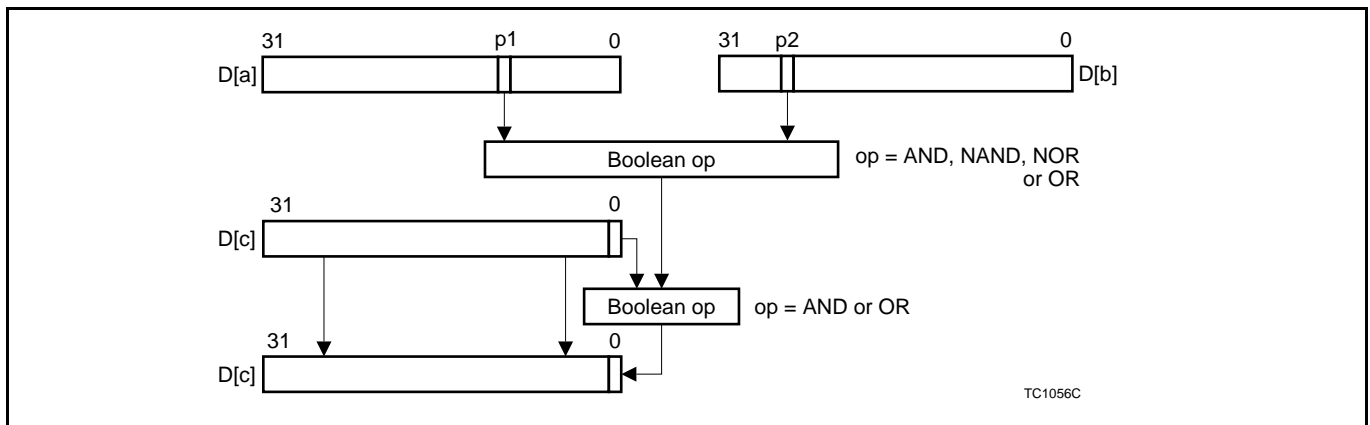 31 p1 0 31 p2 0
D[a] D[b]
Boolean op op = AND, NAND, NOR
or OR
31 0
D[c]
Boolean op op = AND or OR
31 0
D[c]
TC1056C